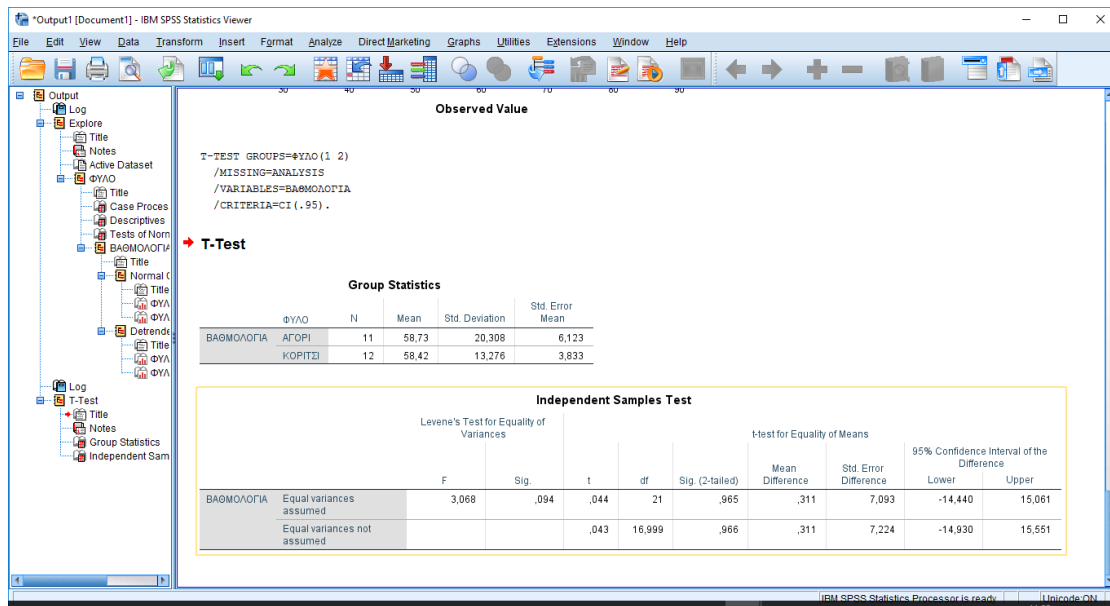 *Output1 [Document1] - IBM SPSS Statistics Viewer
File Edit View Data Transform Insert Format Analyze Direct Marketing Graphs Utilities Extensions Window Help
Output
Log
Explore
Title
Notes
Active Dataset
ΦΥΛΟ
Title
Case Proces
Descriptives
Tests of Norn
ΒΑΘΜΟΛΟΓΙΑ
Title
Normal
Title
ΦΥΛ
ΦΥΛ
Detrende
Title
ΦΥΛ
ΦΥΛ
Log
T-Test
Title
Notes
Group Statistics
Independent Sam
30 40 50 60 70 80 90
Observed Value
T-TEST GROUPS=ΦΥΛΟ(1 2)
/MISSING=ANALYSIS
/VARIABLES=ΒΑΘΜΟΛΟΓΙΑ
/CRITERIA=CI(.95).
T-Test
Group Statistics
ΦΥΛΟ N Mean Std. Deviation Std. Error Mean
ΒΑΘΜΟΛΟΓΙΑ ΑΓΟΡΙ 11 58,73 20,308 6,123
ΚΟΡΙΤΣΙ 12 58,42 13,276 3,833
Independent Samples Test
Levene's Test for Equality of Variances
t-test for Equality of Means
F Sig. t df Sig. (2-tailed) Mean Difference Std. Error Difference 95% Confidence Interval of the Difference
Lower Upper
ΒΑΘΜΟΛΟΓΙΑ Equal variances assumed 3,068 ,094 ,044 21 ,965 ,311 7,093 -14,440 15,061
Equal variances not assumed ,043 16,999 ,966 ,311 7,224 -14,930 15,551
IBM SPSS Statistics Processor is ready Unicode:ON